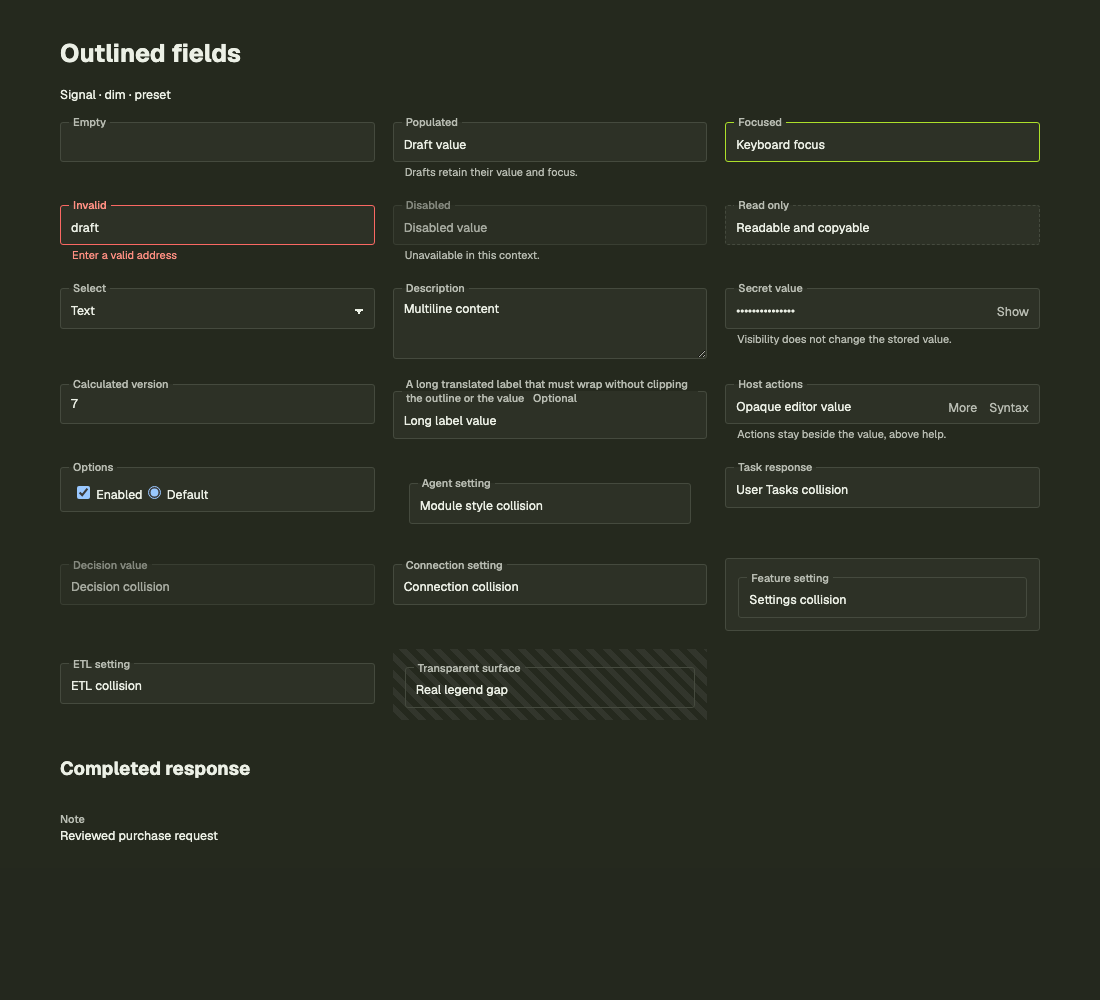 Outlined fields
Signal · dim · preset
Empty
Populated
Draft value
Drafts retain their value and focus.
Focused
Keyboard focus
Invalid
draft
Enter a valid address
Disabled
Disabled value
Unavailable in this context.
Read only
Readable and copyable
Select
Text
Description
Multiline content
Secret value
•••••••••••••••
Show
Visibility does not change the stored value.
Calculated version
7
A long translated label that must wrap without clipping
the outline or the value Optional
Long label value
Host actions
Opaque editor value
More Syntax
Actions stay beside the value, above help.
Options
Enabled Default
Agent setting
Module style collision
Task response
User Tasks collision
Decision value
Decision collision
Connection setting
Connection collision
Feature setting
Settings collision
ETL setting
ETL collision
Transparent surface
Real legend gap
Completed response
Note
Reviewed purchase request